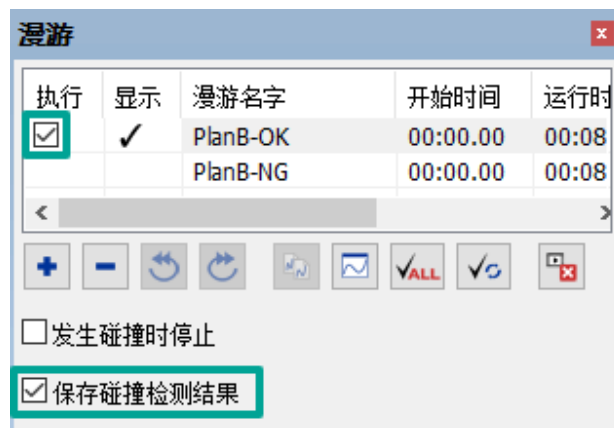 漫游
执行 显示 漫游名字 开始时间 运行时
PlanB-OK 00:00.00 00:08
PlanB-NG 00:00.00 00:08
ALL
发生碰撞时停止
保存碰撞检测结果